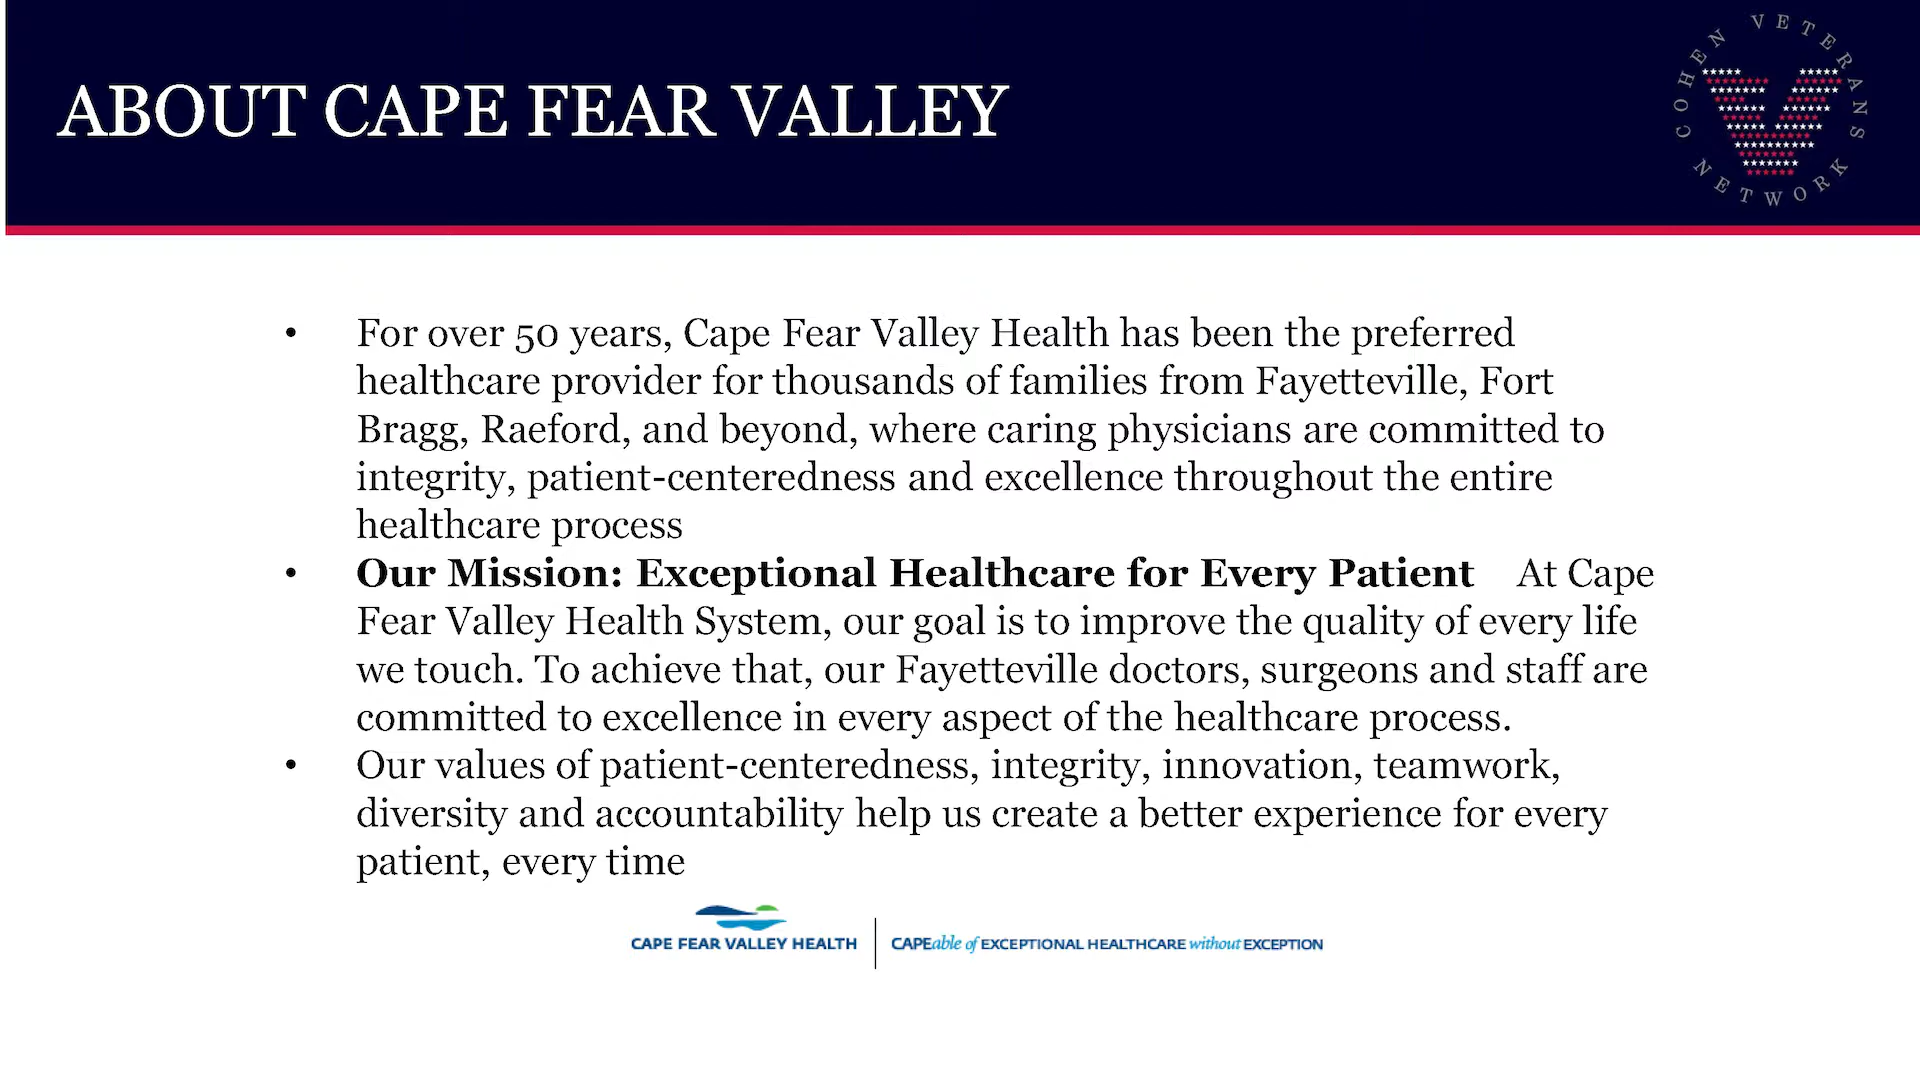 ABOUT CAPE FEAR VALLEY
COHEN VETERANS NETWORK
• For over 50 years, Cape Fear Valley Health has been the preferred
healthcare provider for thousands of families from Fayetteville, Fort
Bragg, Raeford, and beyond, where caring physicians are committed to
integrity, patient-centeredness and excellence throughout the entire
healthcare process
• Our Mission: Exceptional Healthcare for Every Patient At Cape
Fear Valley Health System, our goal is to improve the quality of every life
we touch. To achieve that, our Fayetteville doctors, surgeons and staff are
committed to excellence in every aspect of the healthcare process.
• Our values of patient-centeredness, integrity, innovation, teamwork,
diversity and accountability help us create a better experience for every
patient, every time
CAPE FEAR VALLEY HEALTH
CAPEable of EXCEPTIONAL HEALTHCARE without EXCEPTION